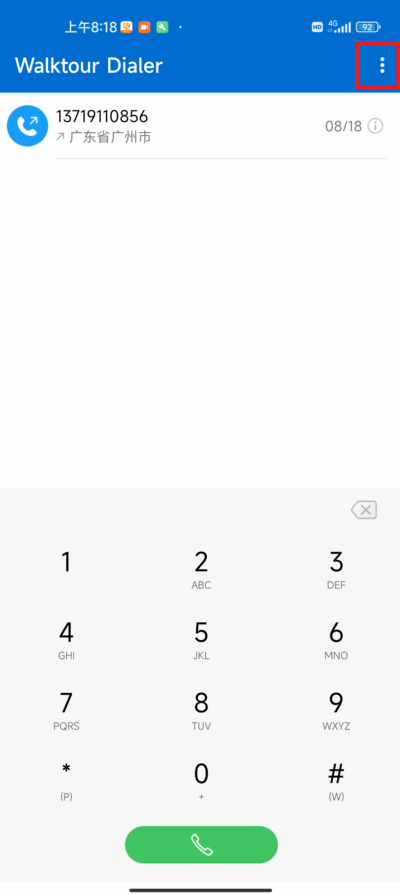 上午8:18
HD 4G 92
Walktour Dialer
13719110856
广东省广州市
08/18
1
2 ABC
3 DEF
4 GHI
5 JKL
6 MNO
7 PQRS
8 TUV
9 WXYZ
* (P)
0 +
# (W)